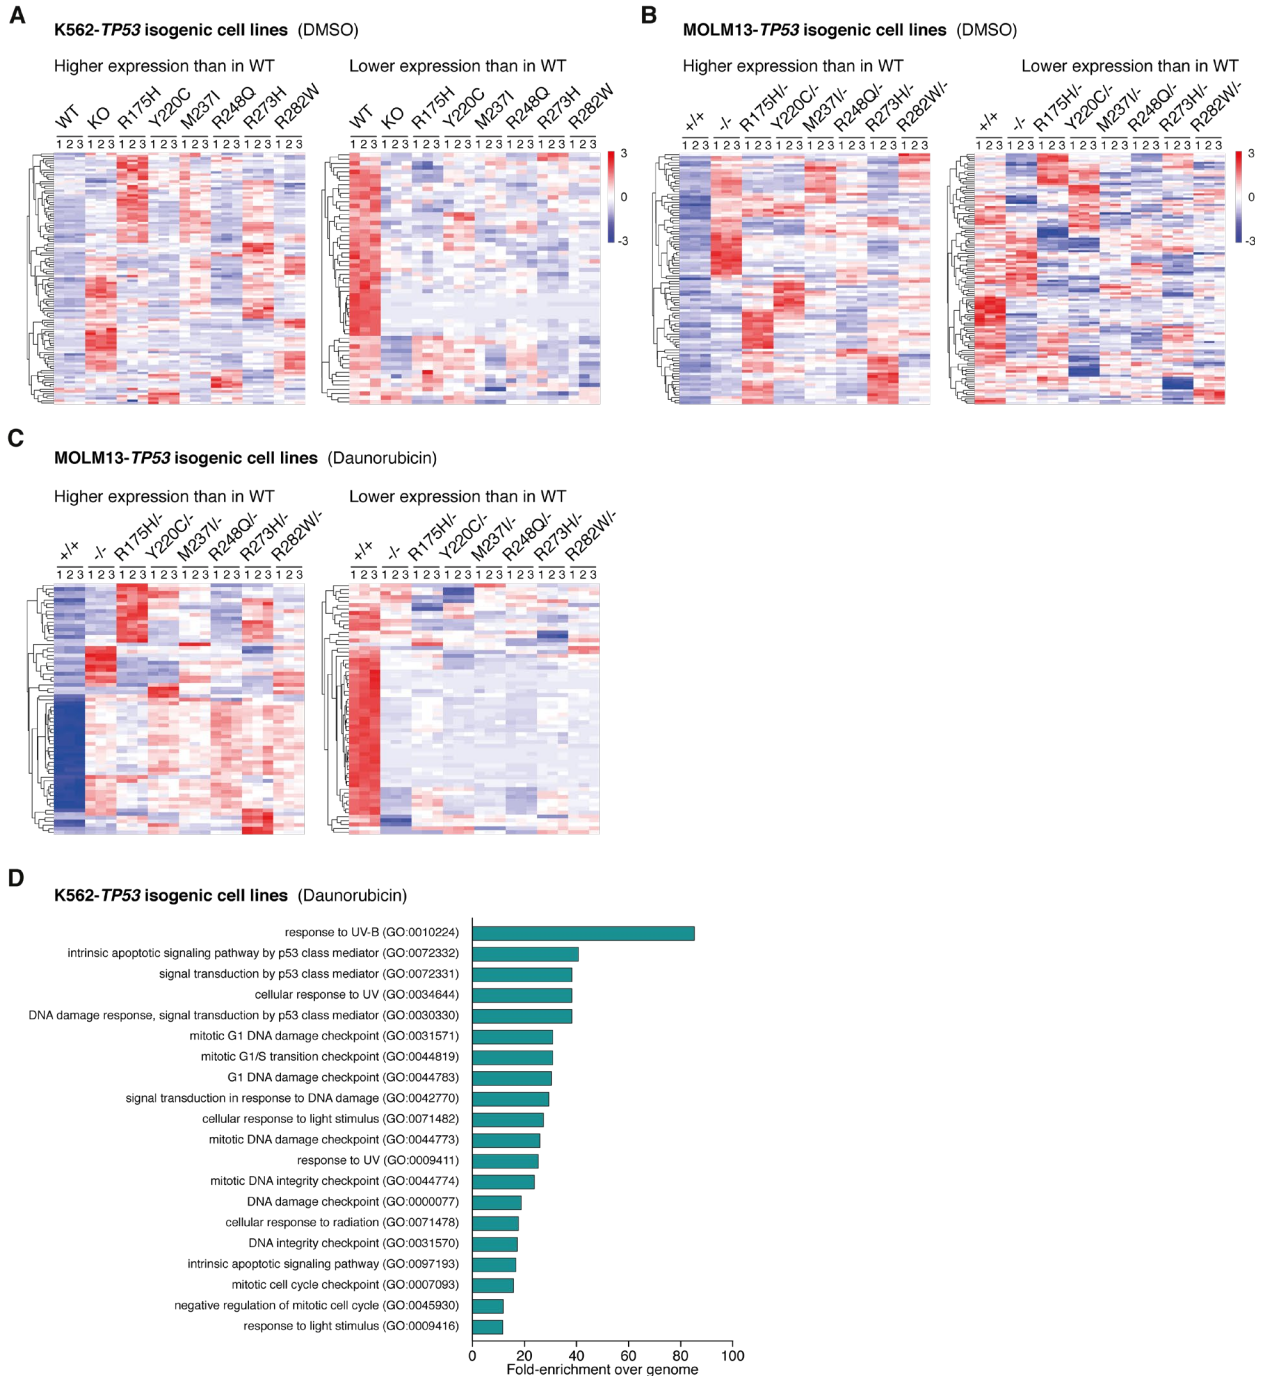 A
K562-TP53 isogenic cell lines (DMSO)
Higher expression than in WT
Lower expression than in WT
WT KO R175H Y220C M237I R248Q R273H R282W
WT KO R175H Y220C M237I R248Q R273H R282W
1 2 3 1 2 3 1 2 3 1 2 3 1 2 3 1 2 3 1 2 3 1 2 3
1 2 3 1 2 3 1 2 3 1 2 3 1 2 3 1 2 3 1 2 3 1 2 3
3
0
-3
B
MOLM13-TP53 isogenic cell lines (DMSO)
Higher expression than in WT
Lower expression than in WT
+/+ -/- R175H/- Y220C/- M237I/- R248Q/- R273H/- R282W/-
+/+ -/- R175H/- Y220C/- M237I/- R248Q/- R273H/- R282W/-
1 2 3 1 2 3 1 2 3 1 2 3 1 2 3 1 2 3 1 2 3 1 2 3
1 2 3 1 2 3 1 2 3 1 2 3 1 2 3 1 2 3 1 2 3 1 2 3
3
0
-3
C
MOLM13-TP53 isogenic cell lines (Daunorubicin)
Higher expression than in WT
Lower expression than in WT
+/+ -/- R175H/- Y220C/- M237I/- R248Q/- R273H/- R282W/-
+/+ -/- R175H/- Y220C/- M237I/- R248Q/- R273H/- R282W/-
1 2 3 1 2 3 1 2 3 1 2 3 1 2 3 1 2 3 1 2 3 1 2 3
1 2 3 1 2 3 1 2 3 1 2 3 1 2 3 1 2 3 1 2 3 1 2 3
D
K562-TP53 isogenic cell lines (Daunorubicin)
response to UV-B (GO:0010224)
intrinsic apoptotic signaling pathway by p53 class mediator (GO:0072332)
signal transduction by p53 class mediator (GO:0072331)
cellular response to UV (GO:0034644)
DNA damage response, signal transduction by p53 class mediator (GO:0030330)
mitotic G1 DNA damage checkpoint (GO:0031571)
mitotic G1/S transition checkpoint (GO:0044819)
G1 DNA damage checkpoint (GO:0044783)
signal transduction in response to DNA damage (GO:0042770)
cellular response to light stimulus (GO:0071482)
mitotic DNA damage checkpoint (GO:0044773)
response to UV (GO:0009411)
mitotic DNA integrity checkpoint (GO:0044774)
DNA damage checkpoint (GO:0000077)
cellular response to radiation (GO:0071478)
DNA integrity checkpoint (GO:0031570)
intrinsic apoptotic signaling pathway (GO:0097193)
mitotic cell cycle checkpoint (GO:0007093)
negative regulation of mitotic cell cycle (GO:0045930)
response to light stimulus (GO:0009416)
0 20 40 60 80 100
Fold-enrichment over genome